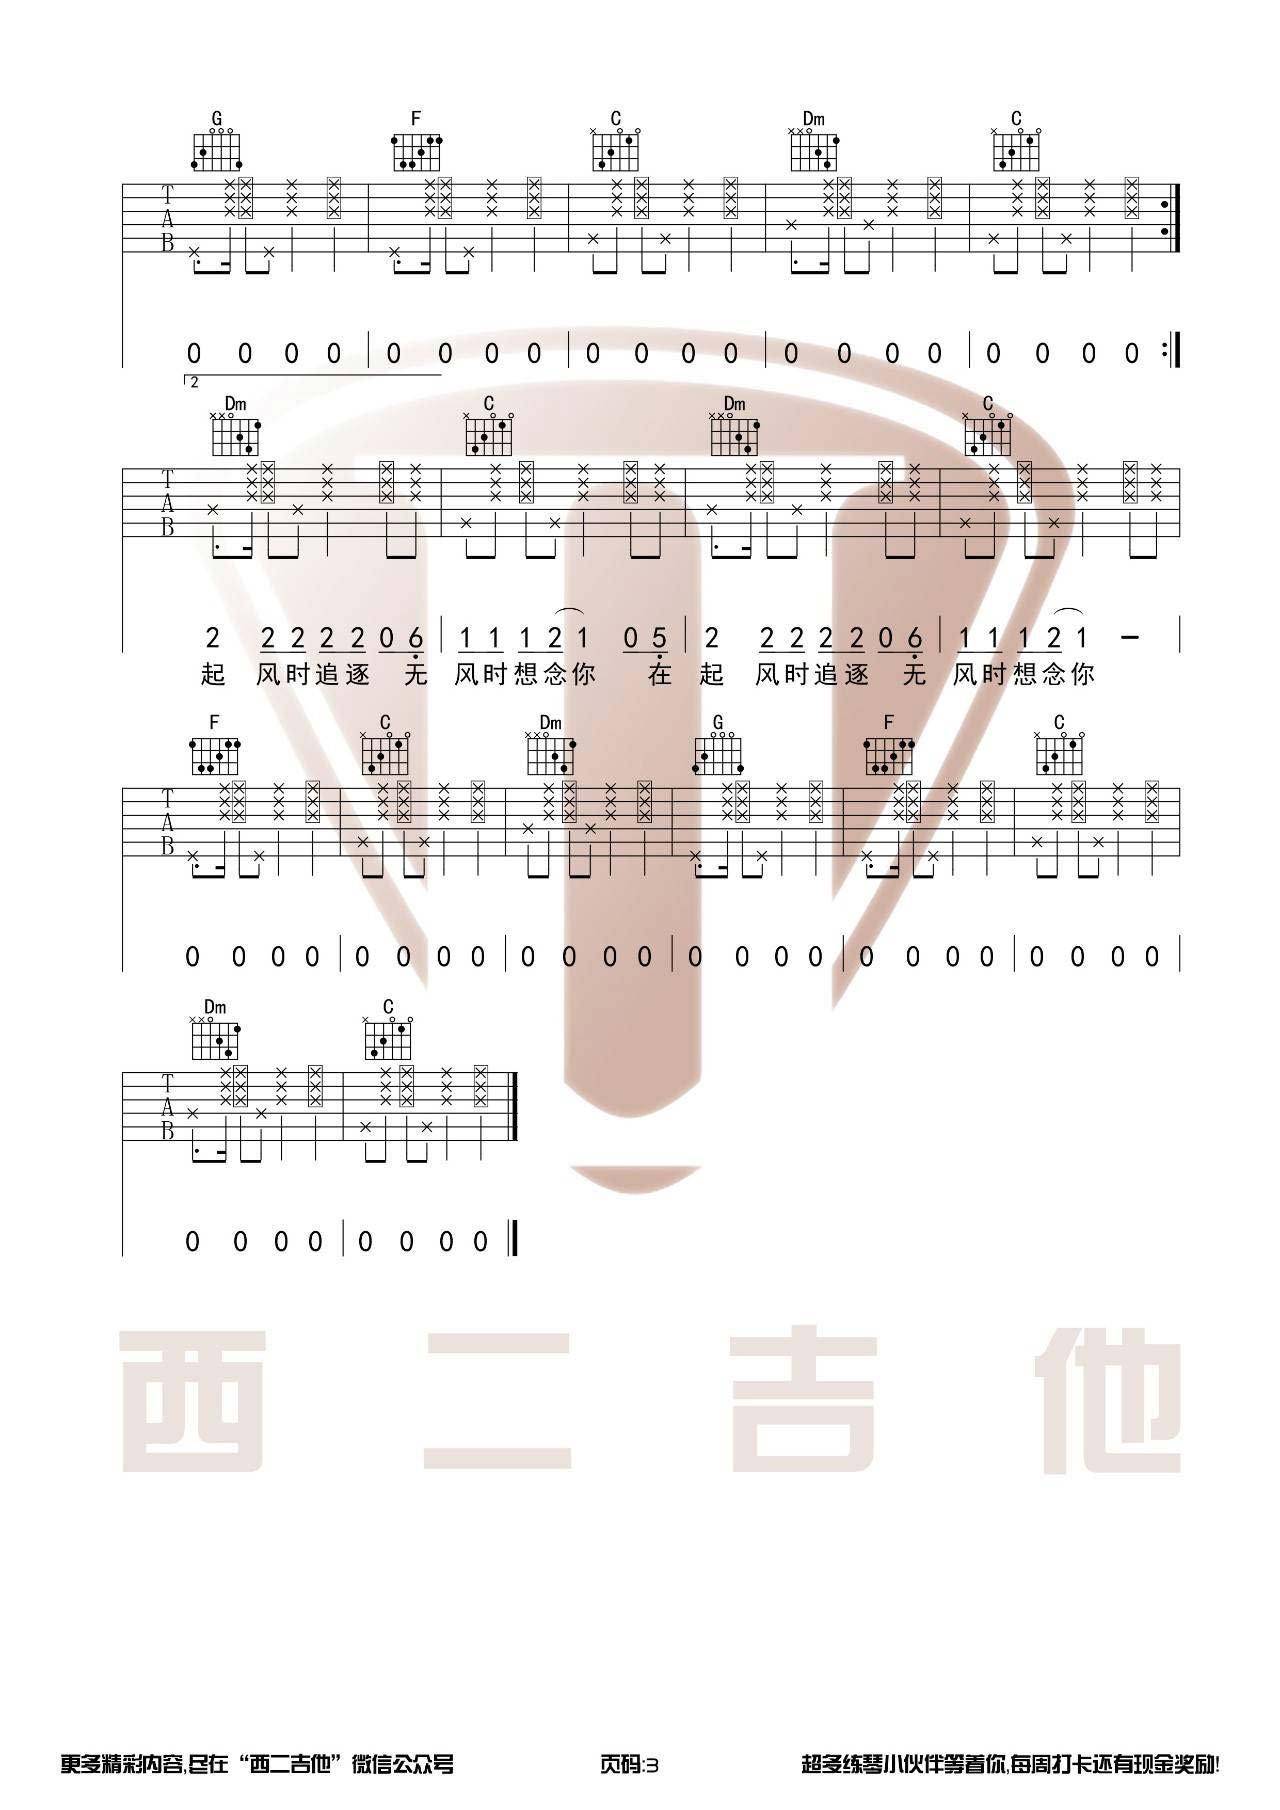 G F C Dm C
T
A
B
0 0 0 0 0 0 0 0 0 0 0 0 0 0 0 0 0 0 0 0
2
Dm C Dm C
T
A
B
2 2 2 2 2 0 6 1 1 1 2 1 0 5 2 2 2 2 2 0 6 1 1 1 2 1 -
起 风时追逐 无 风时想念你 在 起 风时追逐 无 风时想念你
F C Dm G F C
T
A
B
0 0 0 0 0 0 0 0 0 0 0 0 0 0 0 0 0 0 0 0 0 0 0 0
Dm C
T
A
B
0 0 0 0 0 0 0 0
西二吉他
更多精彩内容,尽在“西二吉他”微信公众号 页码:3 超多练琴小伙伴等着你,每周打卡还有现金奖励!